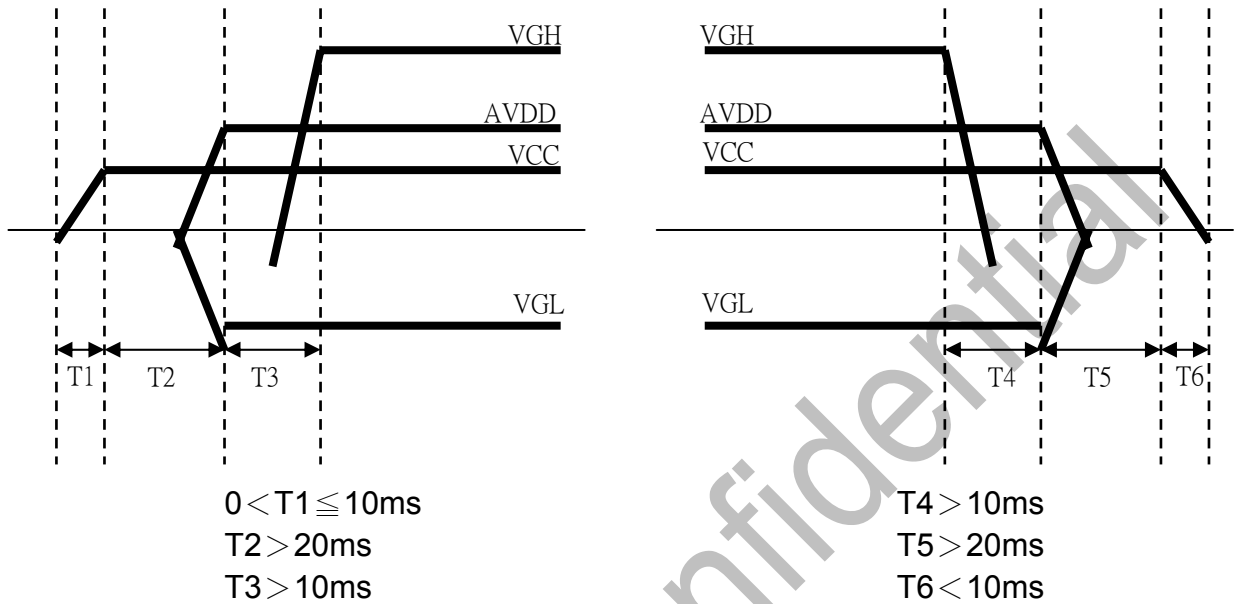 VGH
AVDD
VCC
VGL
T1 T2 T3
0<T1≦10ms
T2>20ms
T3>10ms
VGH
AVDD
VCC
VGL
T4 T5 T6
T4>10ms
T5>20ms
T6<10ms
nfidential